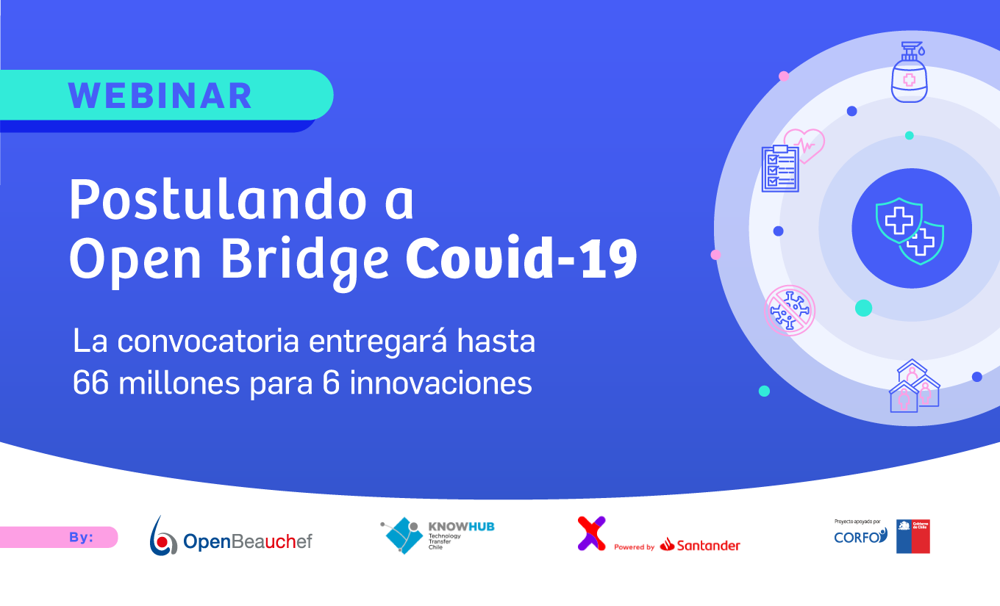 WEBINAR
Postulando a
Open Bridge Covid-19
La convocatoria entregará hasta
66 millones para 6 innovaciones
By:
OpenBeauchef
KNOWHUB
Technology
Transfer
Chile
Powered by Santander
Proyecto apoyado por
CORFO
Gobierno
de Chile